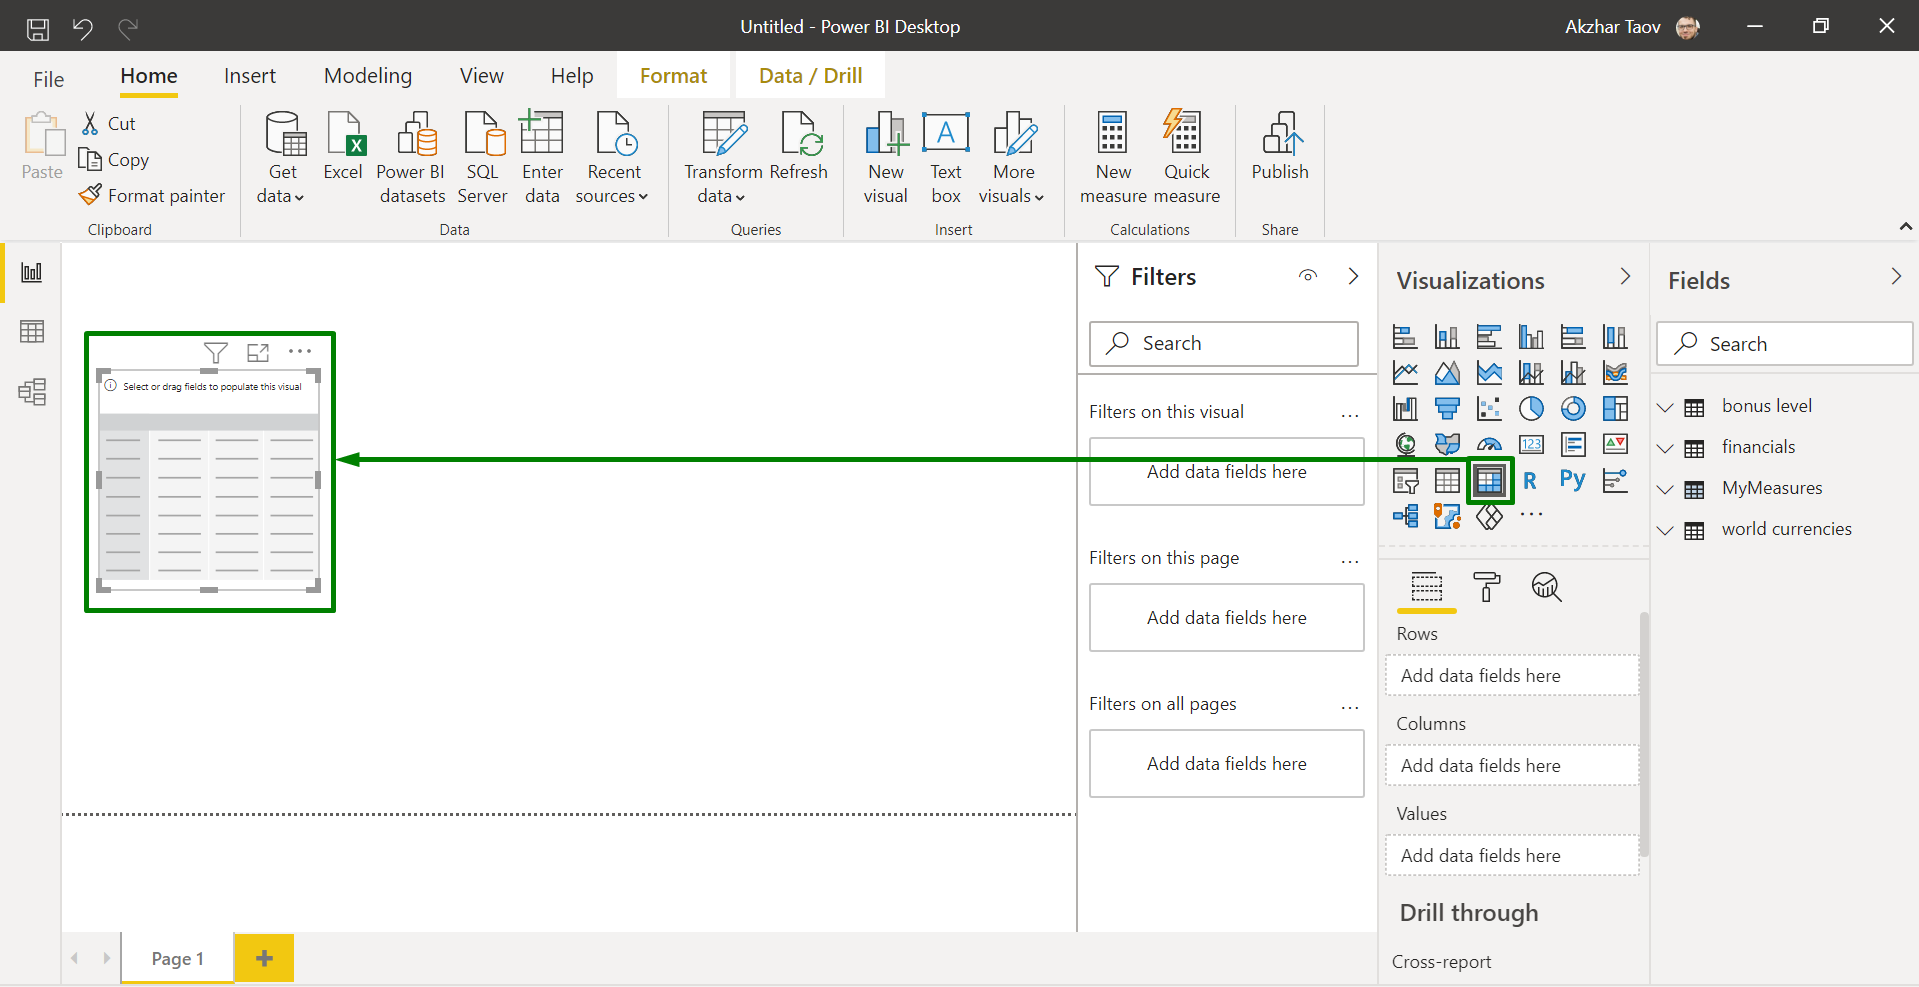 Untitled - Power BI Desktop
Akzhar Taov
File
Home
Insert
Modeling
View
Help
Format
Data / Drill
Paste
Cut
Copy
Format painter
Clipboard
Get
data
Excel
Power BI
datasets
SQL
Server
Enter
data
Recent
sources
Data
Transform
data
Refresh
Queries
New
visual
Text
box
More
visuals
Insert
New
measure
Quick
measure
Calculations
Publish
Share
Select or drag fields to populate this visual
Filters
Search
Filters on this visual
Add data fields here
Filters on this page
Add data fields here
Filters on all pages
Add data fields here
Visualizations
123
R
Py
Rows
Add data fields here
Columns
Add data fields here
Values
Add data fields here
Drill through
Cross-report
Fields
Search
bonus level
financials
MyMeasures
world currencies
Page 1